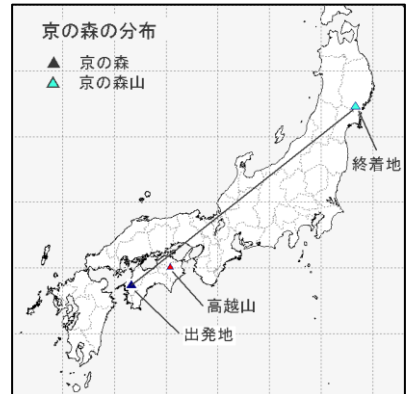 京の森の分布
京の森
京の森山
終着地
高越山
出発地